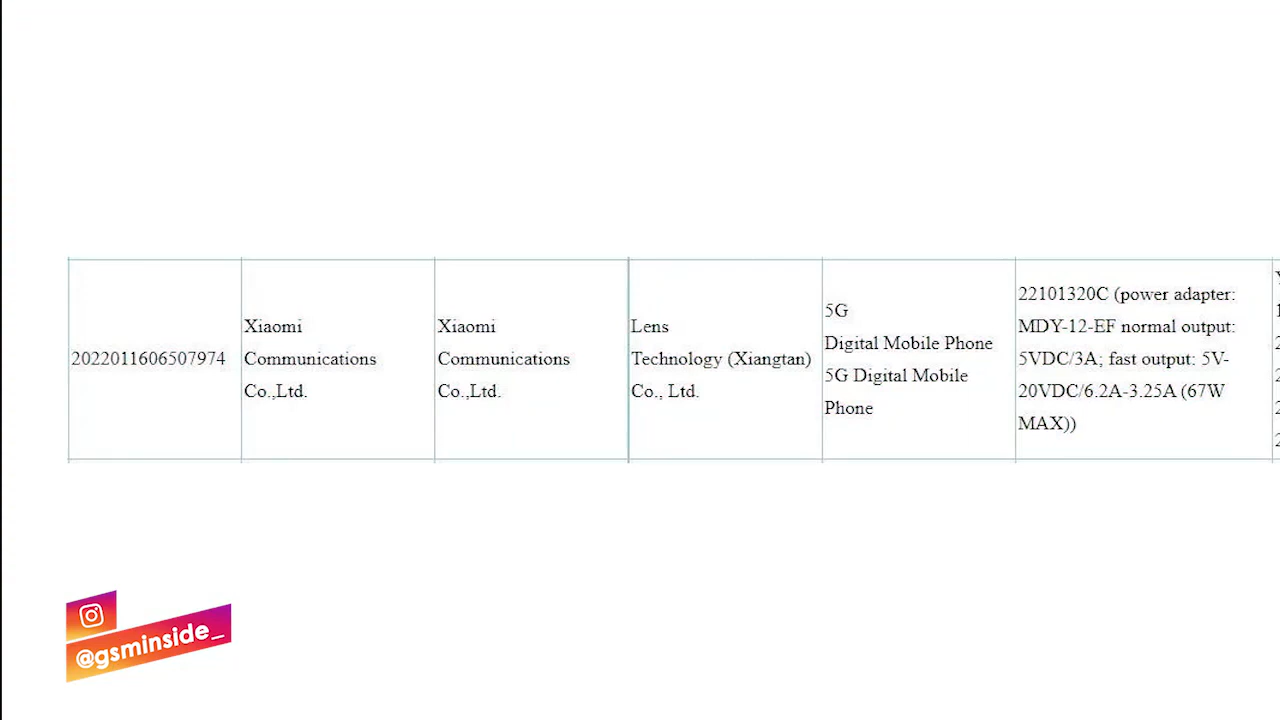 2022011606507974
Xiaomi
Communications
Co.,Ltd.
Xiaomi
Communications
Co.,Ltd.
Lens
Technology (Xiangtan)
Co., Ltd.
5G
Digital Mobile Phone
5G Digital Mobile
Phone
22101320C (power adapter:
MDY-12-EF normal output:
5VDC/3A; fast output: 5V-
20VDC/6.2A-3.25A (67W
MAX))
@gsminside_